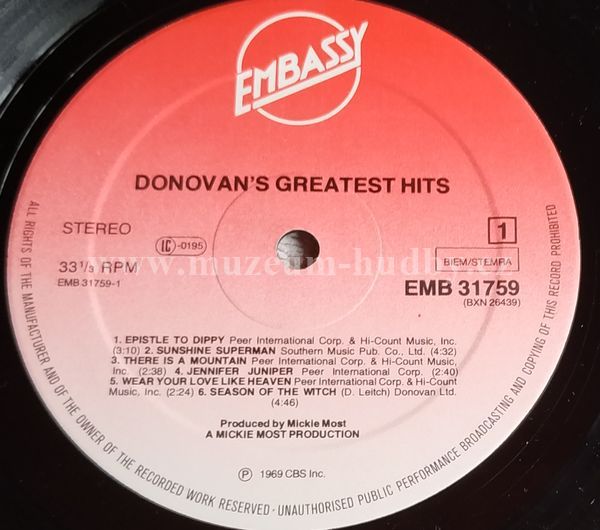 EMBASSY
DONOVAN'S GREATEST HITS
STEREO
LC-0195
1
33 1/3 RPM
BIEM/STEMRA
EMB 31759-1
EMB 31759
(BXN 26439)
www.muzeum-hudby.cz
1. EPISTLE TO DIPPY Peer International Corp. & Hi-Count Music, Inc.
(3:10) 2. SUNSHINE SUPERMAN Southern Music Pub. Co., Ltd. (4:32)
3. THERE IS A MOUNTAIN Peer International Corp. & Hi-Count Music,
Inc. (2:38) 4. JENNIFER JUNIPER Peer International Corp. (2:40)
5. WEAR YOUR LOVE LIKE HEAVEN Peer International Corp. & Hi-Count
Music, Inc. (2:24) 6. SEASON OF THE WITCH (D. Leitch) Donovan Ltd.
(4:46)
Produced by Mickie Most
A MICKIE MOST PRODUCTION
℗ 1969 CBS Inc.
ALL RIGHTS OF THE MANUFACTURER AND OF THE OWNER OF THE RECORDED WORK RESERVED · UNAUTHORISED PUBLIC PERFORMANCE BROADCASTING AND COPYING OF THIS RECORD PROHIBITED